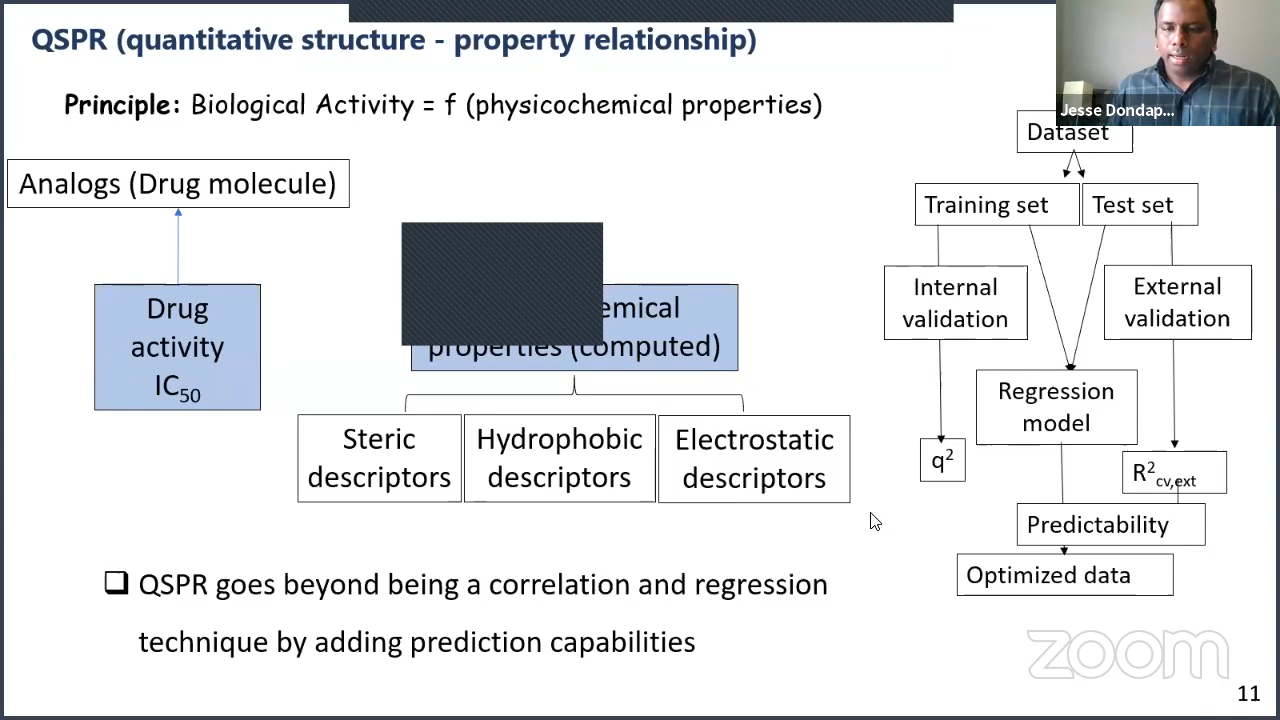 QSPR (quantitative structure - property relationship)
Principle: Biological Activity = f (physicochemical properties)
Jesse Dondap...
Dataset
Analogs (Drug molecule)
Training set
Test set
Internal
validation
External
validation
Drug
activity
IC50
emical
properties (computed)
Regression
model
Steric
descriptors
Hydrophobic
descriptors
Electrostatic
descriptors
q2
R2cv,ext
Predictability
Optimized data
QSPR goes beyond being a correlation and regression
technique by adding prediction capabilities
zoom
11